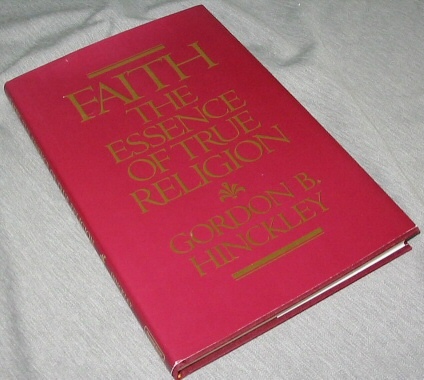 FAITH
THE
ESSENCE
OF TRUE
RELIGION
GORDON B.
HINCKLEY